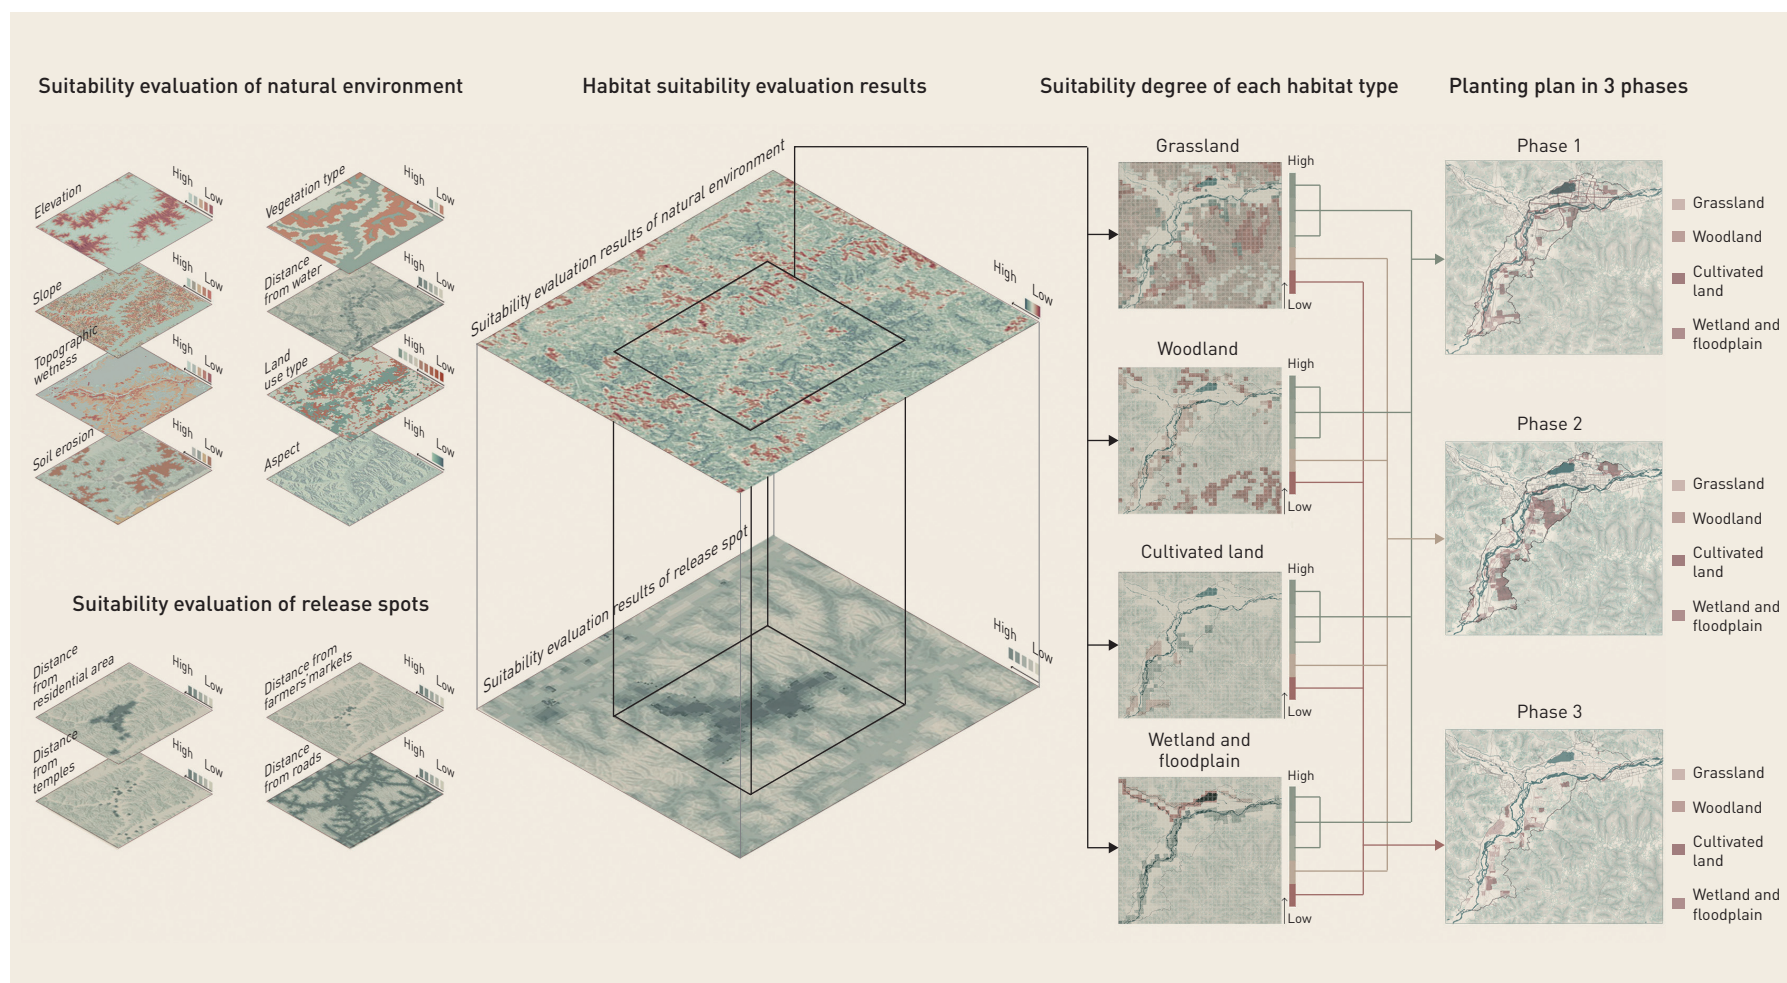 Suitability evaluation of natural environment
Elevation
High
Low
Vegetation type
High
Low
Slope
High
Low
Distance
from water
High
Low
Topographic
wetness
High
Low
Land
use type
High
Low
Soil erosion
High
Low
Aspect
High
Low
Suitability evaluation of release spots
Distance
from
residential area
High
Low
Distance from
farmers' markets
High
Low
Distance
from
temples
High
Low
Distance
from roads
High
Low
Habitat suitability evaluation results
Suitability evaluation results of natural environment
High
Low
Suitability evaluation results of release spot
High
Low
Suitability degree of each habitat type
Grassland
High
Low
Woodland
High
Low
Cultivated land
High
Low
Wetland and
floodplain
High
Low
Planting plan in 3 phases
Phase 1
Grassland
Woodland
Cultivated
land
Wetland and
floodplain
Phase 2
Grassland
Woodland
Cultivated
land
Wetland and
floodplain
Phase 3
Grassland
Woodland
Cultivated
land
Wetland and
floodplain